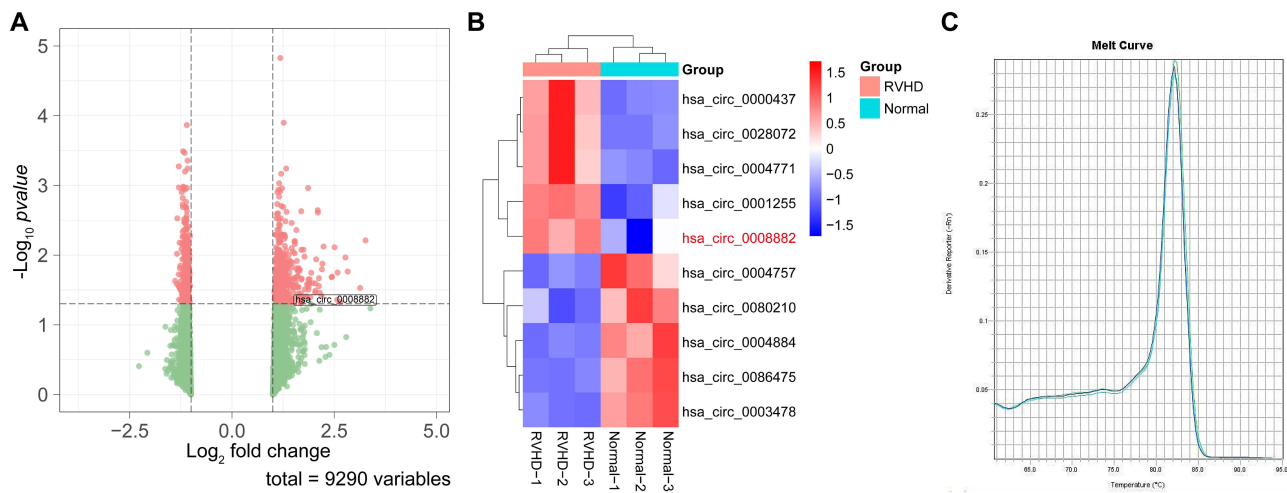 A
5
4
3
2
1
0
-Log10 pvalue
hsa_circ_0008882
−2.5
0.0
2.5
5.0
Log2 fold change
total = 9290 variables
B
Group
hsa_circ_0000437
hsa_circ_0028072
hsa_circ_0004771
hsa_circ_0001255
hsa_circ_0008882
hsa_circ_0004757
hsa_circ_0080210
hsa_circ_0004884
hsa_circ_0086475
hsa_circ_0003478
RVHD−1
RVHD−2
RVHD−3
Normal−1
Normal−2
Normal−3
1.5
1
0.5
0
−0.5
−1
−1.5
Group
RVHD
Normal
C
Melt Curve
Derivative Reporter (−Rn')
0.25
0.2
0.15
0.1
0.05
65.0
70.0
75.0
80.0
85.0
90.0
95.0
Temperature (°C)